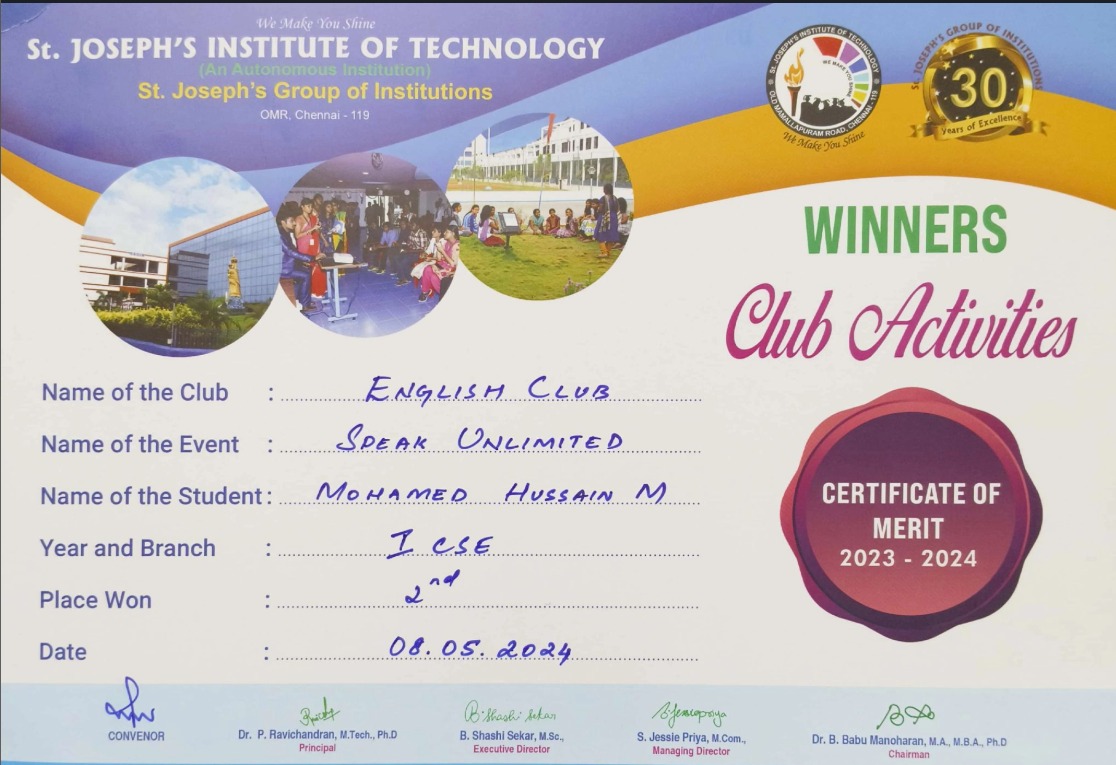 We Make You Shine
St. JOSEPH'S INSTITUTE OF TECHNOLOGY
(An Autonomous Institution)
St. Joseph's Group of Institutions
OMR, Chennai - 119
ST. JOSEPH'S INSTITUTE OF TECHNOLOGY
WE MAKE YOU SHINE
OLD MAMALLAPURAM ROAD, CHENNAI - 119
We Make You Shine
ST. JOSEPH'S GROUP OF INSTITUTIONS
30
Years of Excellence
WINNERS
Club Activities
Name of the Club : ENGLISH CLUB
Name of the Event : SPEAK UNLIMITED
Name of the Student : MOHAMED HUSSAIN M
Year and Branch : I CSE
Place Won : 2nd
Date : 08.05.2024
CERTIFICATE OF
MERIT
2023 - 2024
CONVENOR
Dr. P. Ravichandran, M.Tech., Ph.D
Principal
B. Shashi Sekar
B. Shashi Sekar, M.Sc.,
Executive Director
S. Jessie Priya, M.Com.,
Managing Director
Dr. B. Babu Manoharan, M.A., M.B.A., Ph.D
Chairman